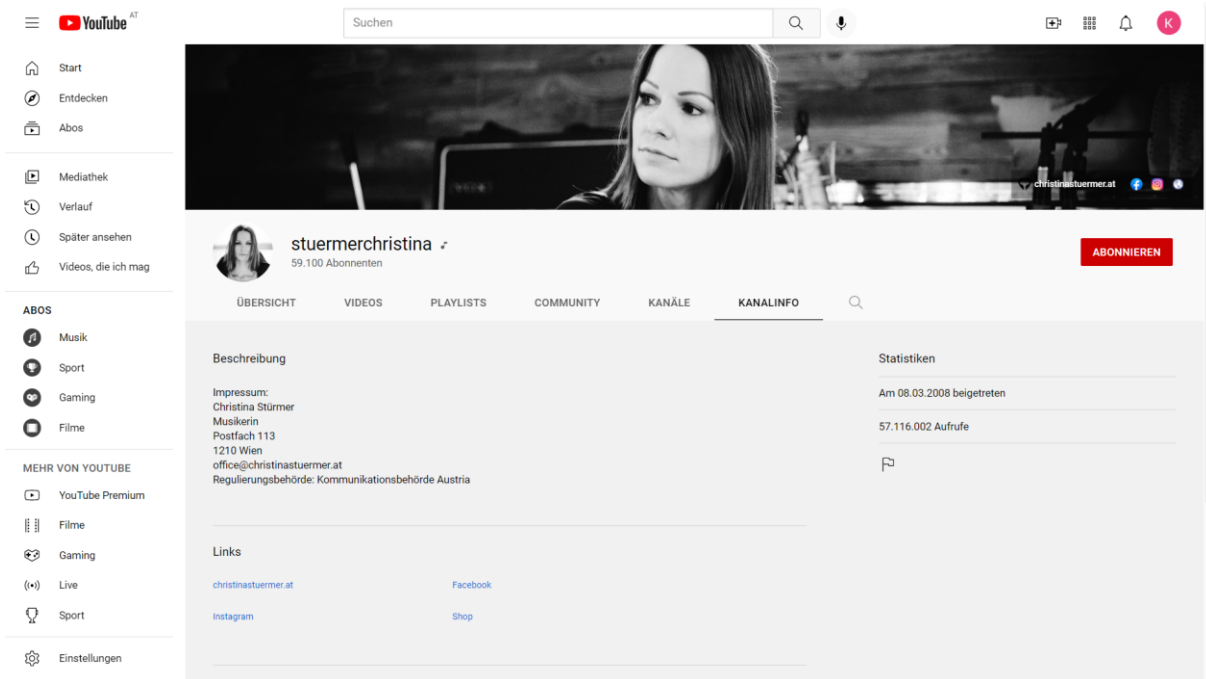 YouTube AT
Suchen
K
Start
Entdecken
Abos
Mediathek
Verlauf
Später ansehen
Videos, die ich mag
ABOS
Musik
Sport
Gaming
Filme
MEHR VON YOUTUBE
YouTube Premium
Filme
Gaming
Live
Sport
Einstellungen
christinastuermer.at
stuermerchristina
59.100 Abonnenten
ABONNIEREN
ÜBERSICHT VIDEOS PLAYLISTS COMMUNITY KANÄLE KANALINFO
Beschreibung
Impressum:
Christina Stürmer
Musikerin
Postfach 113
1210 Wien
office@christinastuermer.at
Regulierungsbehörde: Kommunikationsbehörde Austria
Links
christinastuermer.at Facebook
Instagram Shop
Statistiken
Am 08.03.2008 beigetreten
57.116.002 Aufrufe